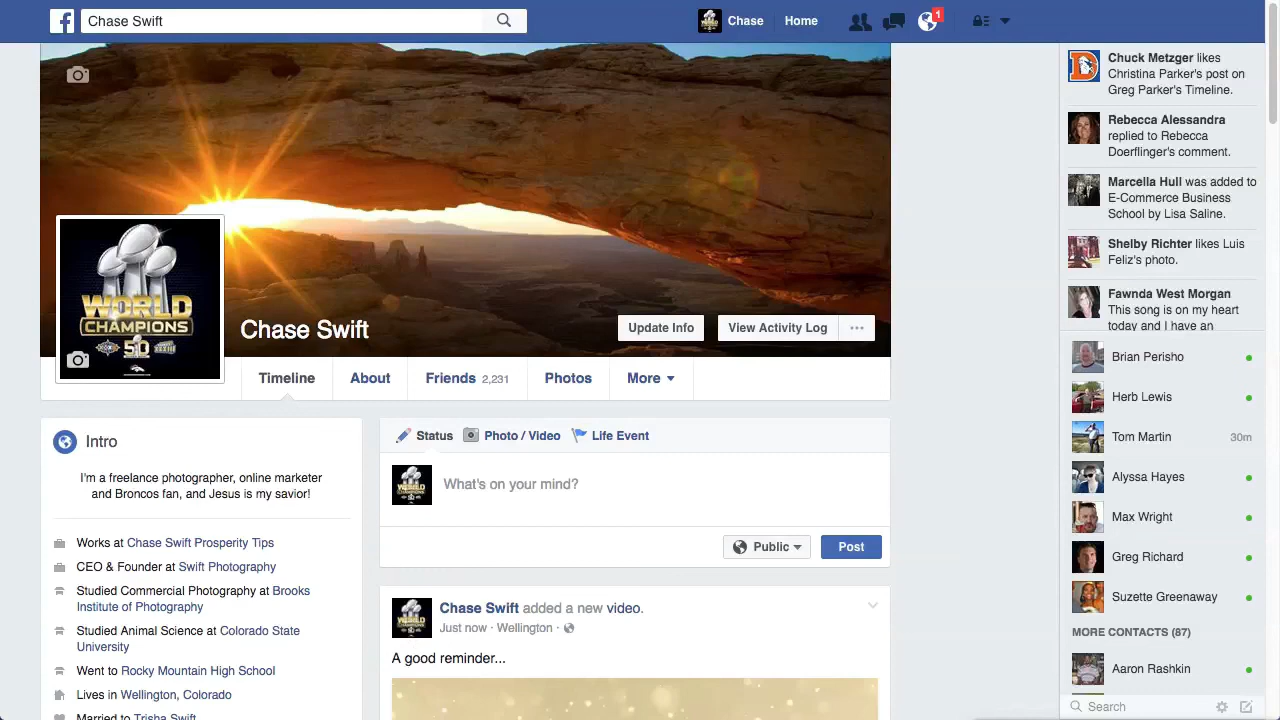 Chase Swift
Chase
Home
1
Chuck Metzger likes
Christina Parker's post on
Greg Parker's Timeline.
Rebecca Alessandra
replied to Rebecca
Doerflinger's comment.
Marcella Hull was added to
E-Commerce Business
School by Lisa Saline.
Shelby Richter likes Luis
Feliz's photo.
Fawnda West Morgan
This song is on my heart
WORLD
CHAMPIONS
50
Chase Swift
Update Info
View Activity Log
Timeline
About
Friends 2,231
Photos
More
Intro
I'm a freelance photographer, online marketer
and Broncos fan, and Jesus is my savior!
Works at Chase Swift Prosperity Tips
CEO & Founder at Swift Photography
Studied Commercial Photography at Brooks
Institute of Photography
Studied Animal Science at Colorado State
University
Went to Rocky Mountain High School
Lives in Wellington, Colorado
Married to Trisha Swift
Status
Photo / Video
Life Event
What's on your mind?
Public
Post
Chase Swift added a new video.
Just now · Wellington ·
A good reminder...
Brian Perisho
Herb Lewis
Tom Martin 30m
Alyssa Hayes
Max Wright
Greg Richard
Suzette Greenaway
MORE CONTACTS (87)
Aaron Rashkin
Search